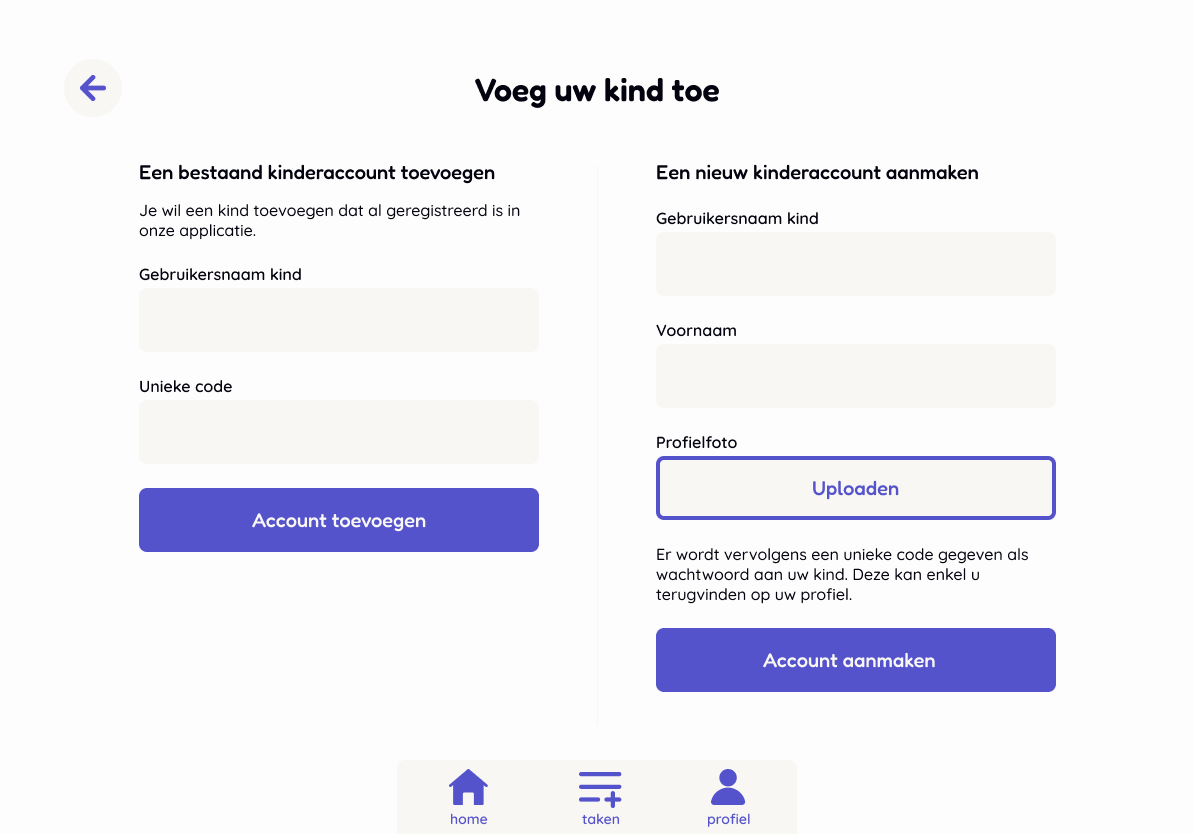 Voeg uw kind toe
Een bestaand kinderaccount toevoegen
Je wil een kind toevoegen dat al geregistreerd is in
onze applicatie.
Gebruikersnaam kind
Unieke code
Account toevoegen
Een nieuw kinderaccount aanmaken
Gebruikersnaam kind
Voornaam
Profielfoto
Uploaden
Er wordt vervolgens een unieke code gegeven als
wachtwoord aan uw kind. Deze kan enkel u
terugvinden op uw profiel.
Account aanmaken
home
taken
profiel